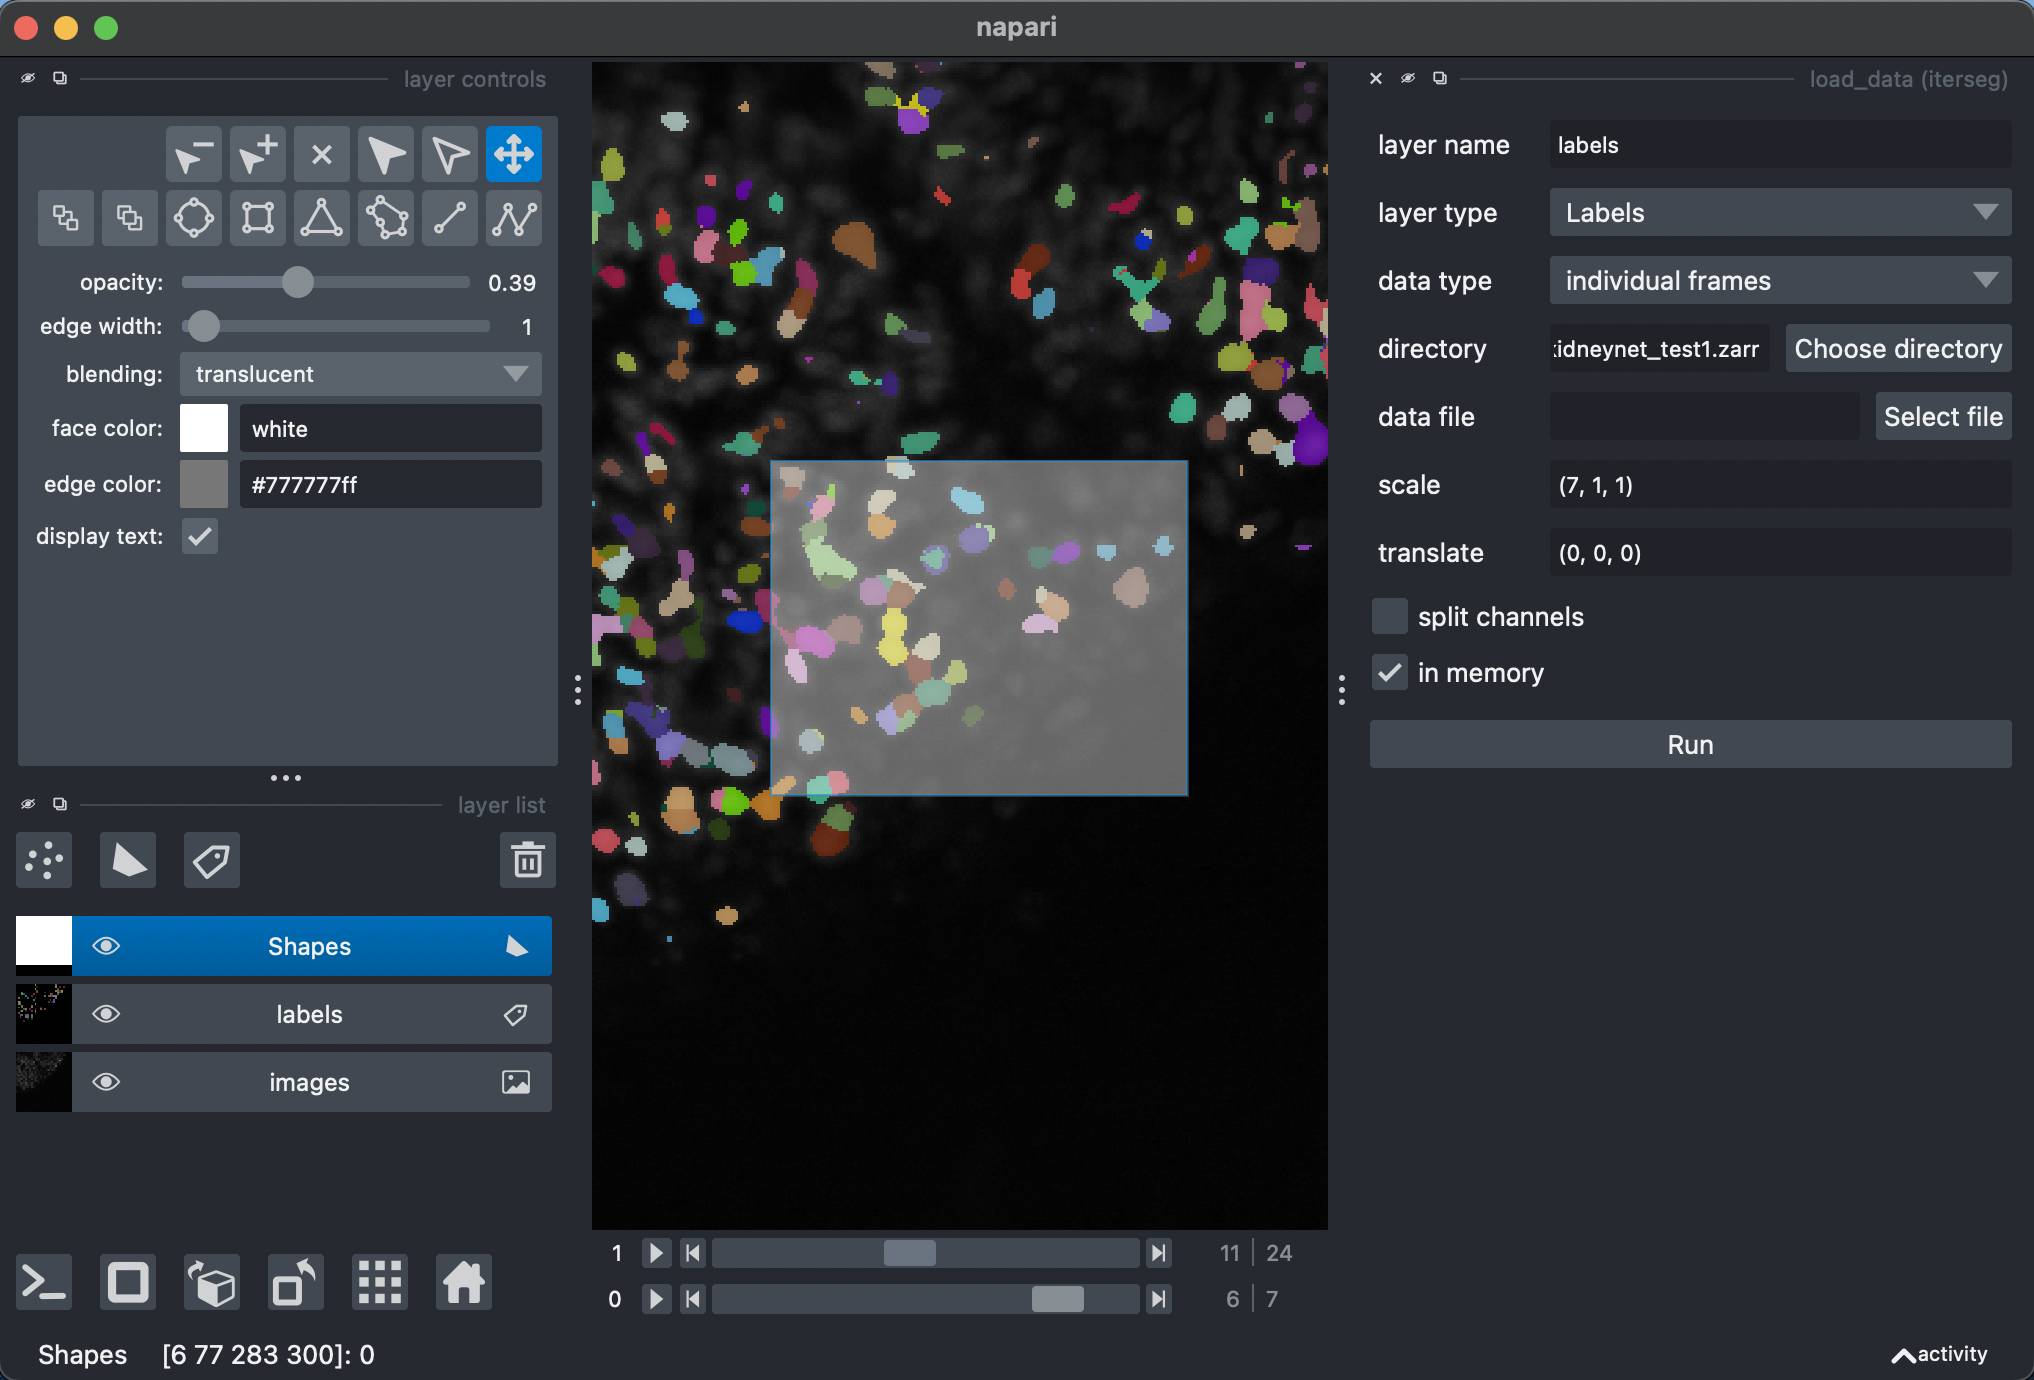 napari
layer controls
opacity: 0.39
edge width: 1
blending: translucent
face color: white
edge color: #777777ff
display text:
layer list
Shapes
labels
images
1 11 24
0 6 7
load_data (iterseg)
layer name labels
layer type Labels
data type individual frames
directory kidneynet_test1.zarr Choose directory
data file Select file
scale (7, 1, 1)
translate (0, 0, 0)
split channels
in memory
Run
Shapes [6 77 283 300]: 0
activity